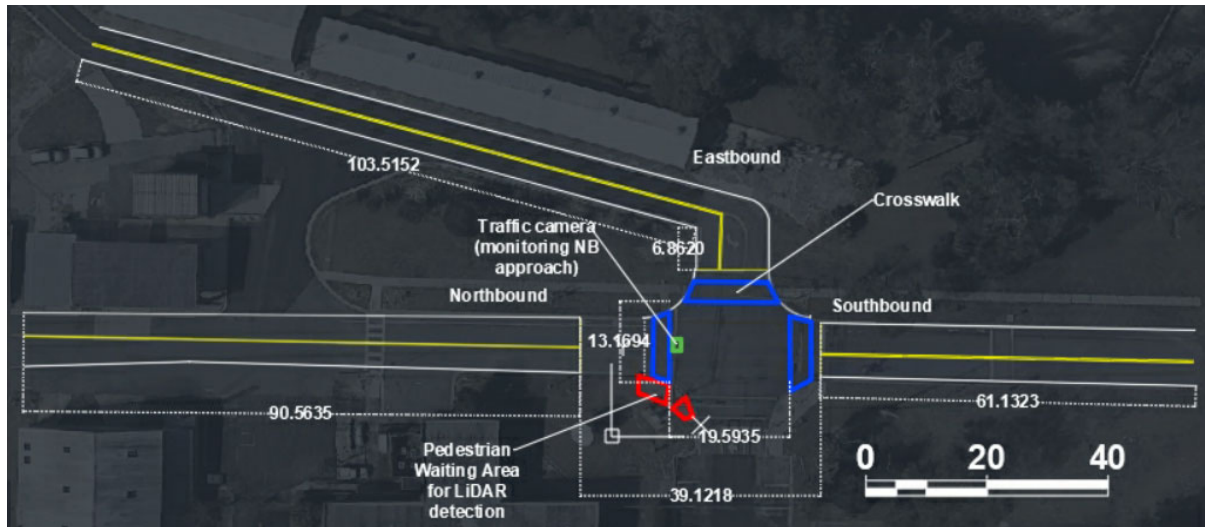 Eastbound
103.5152
Crosswalk
Traffic camera
(monitoring NB
approach)
6.8620
Northbound
Southbound
13.1694
90.5635
61.1323
19.5935
Pedestrian
Waiting Area
for LiDAR
detection
39.1218
0 20 40